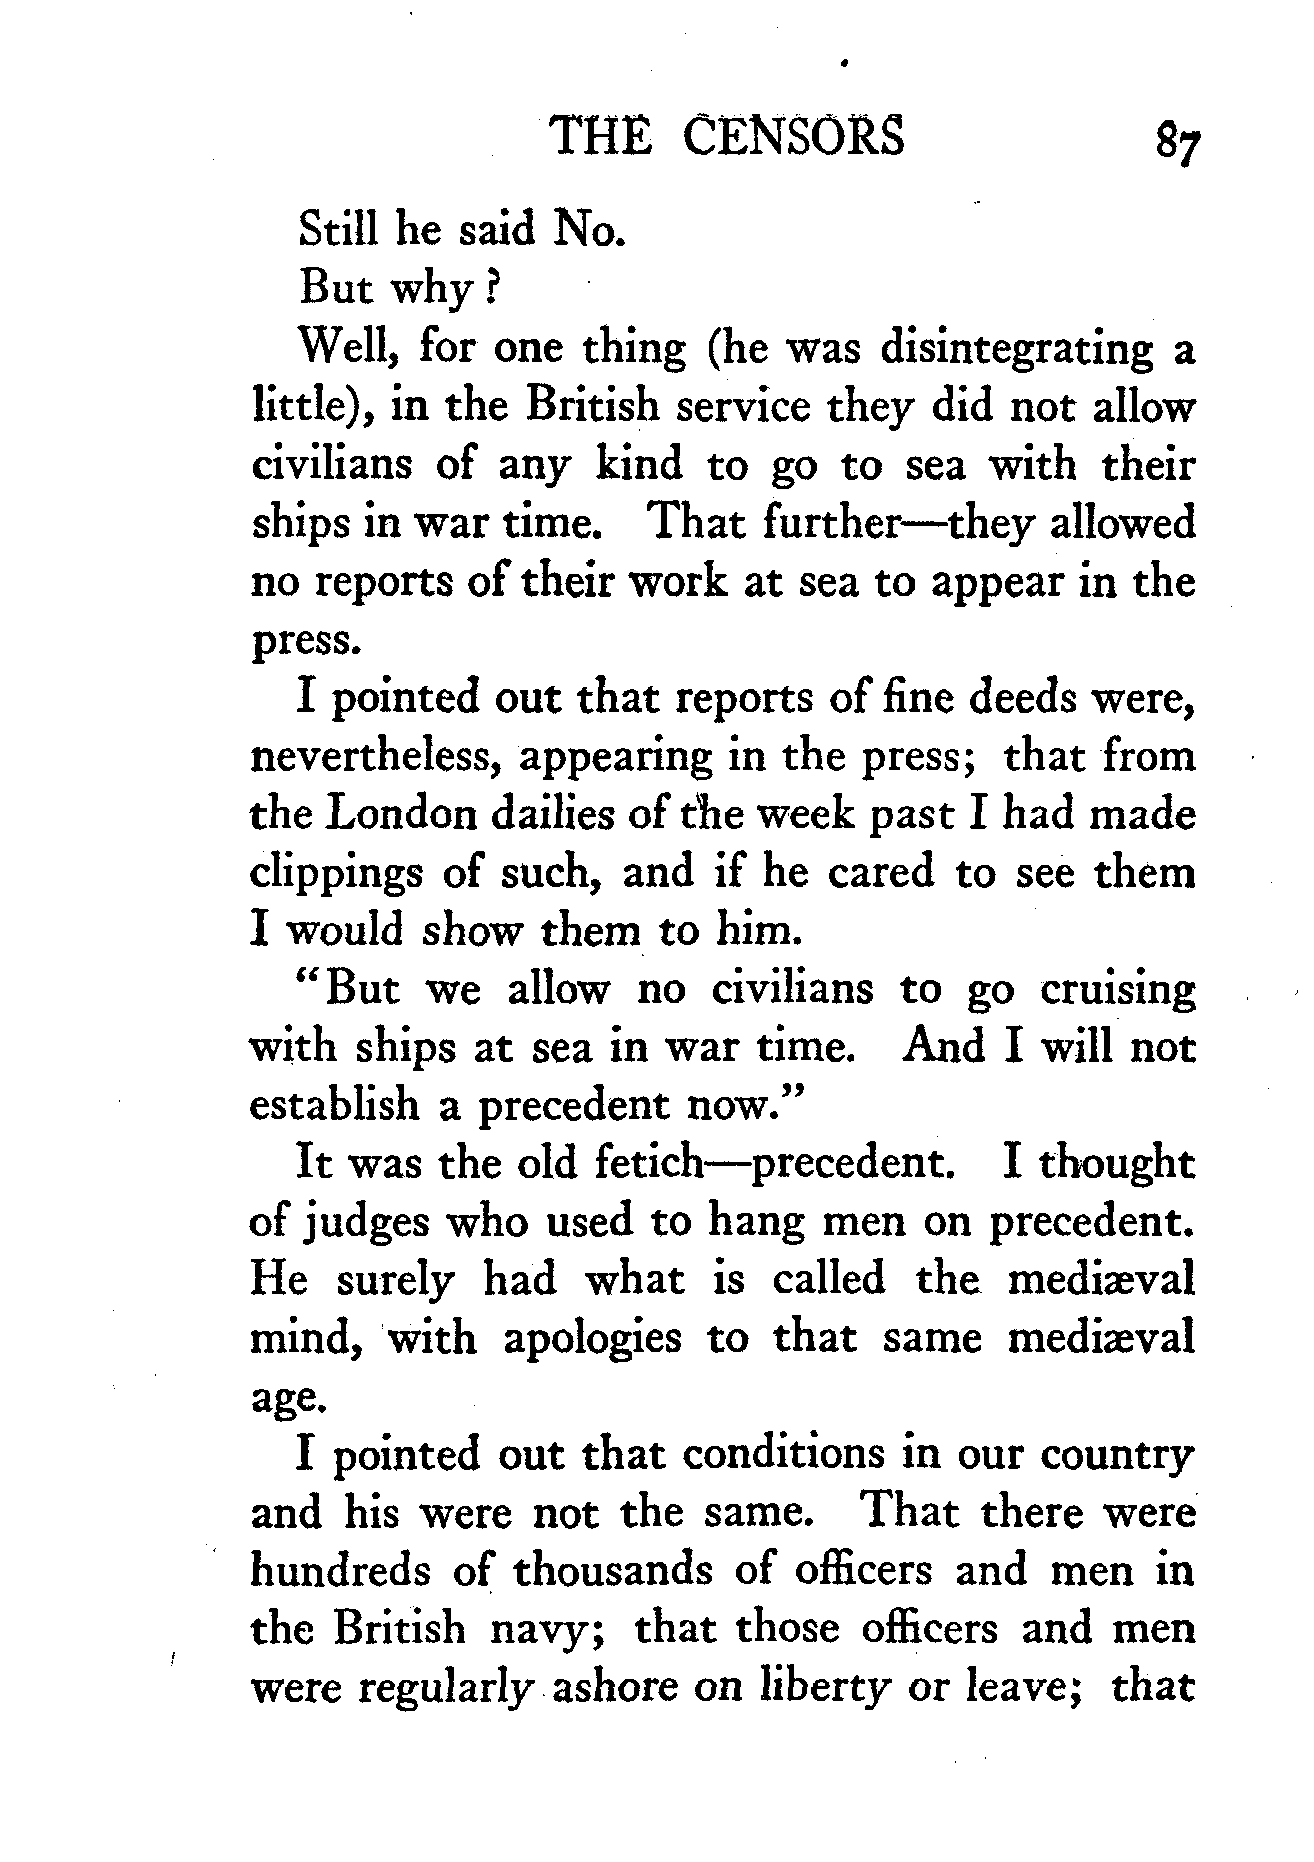 THE CENSORS 87
Still he said No.
But why?
Well, for one thing (he was disintegrating a
little), in the British service they did not allow
civilians of any kind to go to sea with their
ships in war time. That further—they allowed
no reports of their work at sea to appear in the
press.
I pointed out that reports of fine deeds were,
nevertheless, appearing in the press; that from
the London dailies of the week past I had made
clippings of such, and if he cared to see them
I would show them to him.
"But we allow no civilians to go cruising
with ships at sea in war time. And I will not
establish a precedent now."
It was the old fetich—precedent. I thought
of judges who used to hang men on precedent.
He surely had what is called the mediæval
mind, with apologies to that same mediæval
age.
I pointed out that conditions in our country
and his were not the same. That there were
hundreds of thousands of officers and men in
the British navy; that those officers and men
were regularly ashore on liberty or leave; that